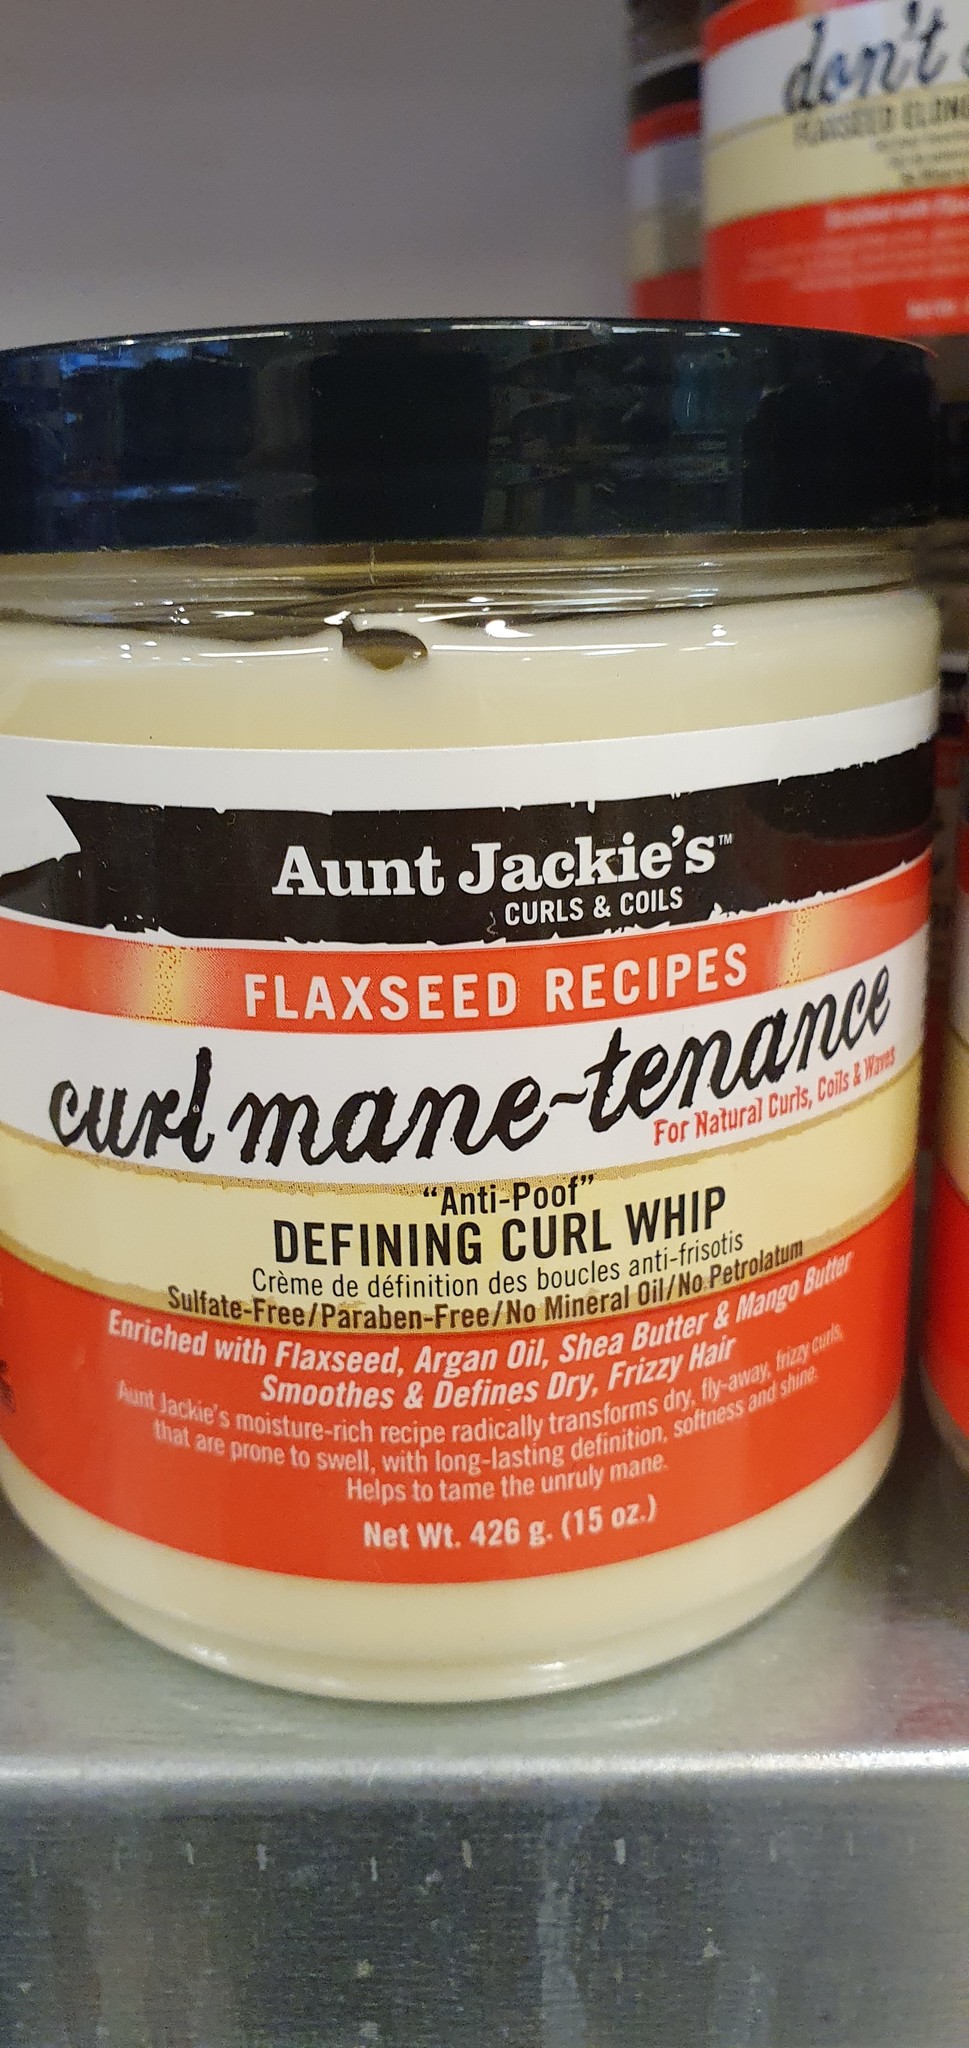 don't
FLAXSEED ELONG
Aunt Jackie's™
CURLS & COILS
FLAXSEED RECIPES
curl mane-tenance
For Natural Curls, Coils & Waves
"Anti-Poof"
DEFINING CURL WHIP
Crème de définition des boucles anti-frisotis
Sulfate-Free/Paraben-Free/No Mineral Oil/No Petrolatum
Enriched with Flaxseed, Argan Oil, Shea Butter & Mango Butter
Smoothes & Defines Dry, Frizzy Hair
Aunt Jackie's moisture-rich recipe radically transforms dry, fly-away, frizzy curls,
that are prone to swell, with long-lasting definition, softness and shine.
Helps to tame the unruly mane.
Net Wt. 426 g. (15 oz.)